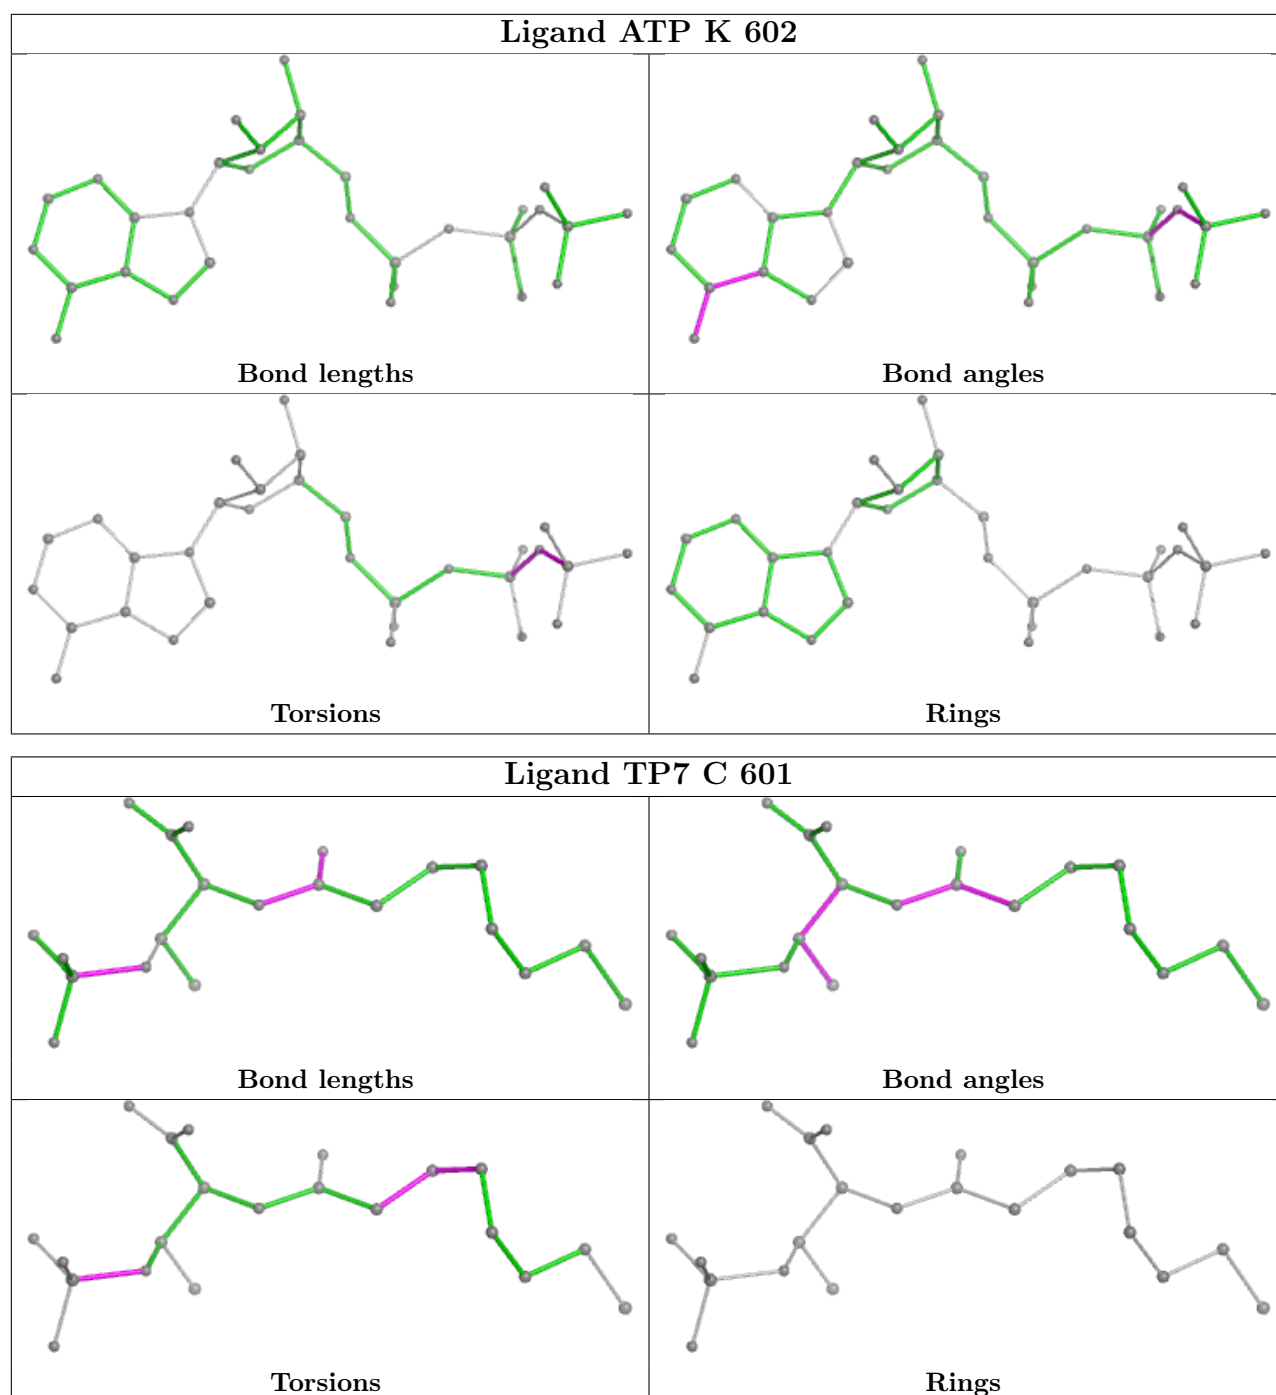 Ligand ATP K 602
Bond lengths
Bond angles
Torsions
Rings
Ligand TP7 C 601
Bond lengths
Bond angles
Torsions
Rings